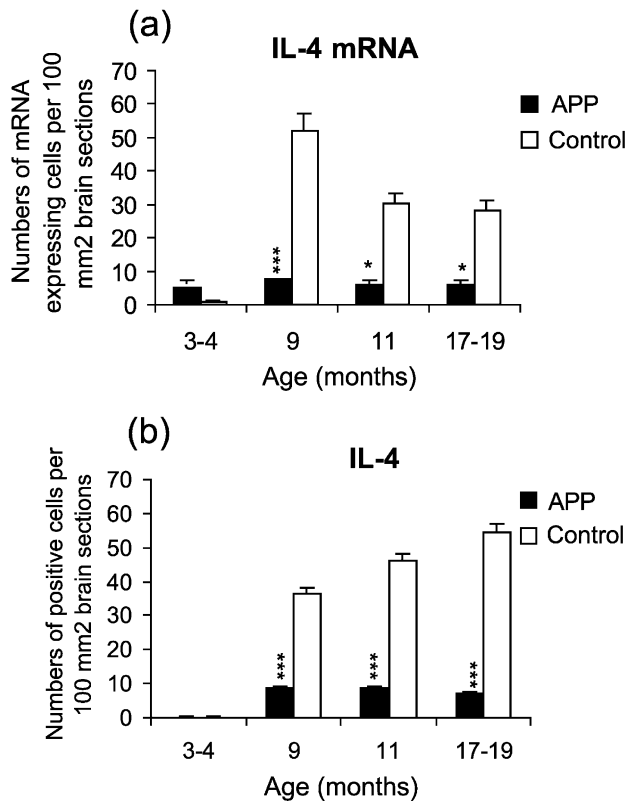 (a)
IL-4 mRNA
Numbers of mRNA
expressing cells per 100
mm2 brain sections
70
60
50
40
30
20
10
0
***
*
*
APP
Control
3-4
9
11
17-19
Age (months)
(b)
IL-4
Numbers of positive cells per
100 mm2 brain sections
70
60
50
40
30
20
10
0
***
***
***
APP
Control
3-4
9
11
17-19
Age (months)